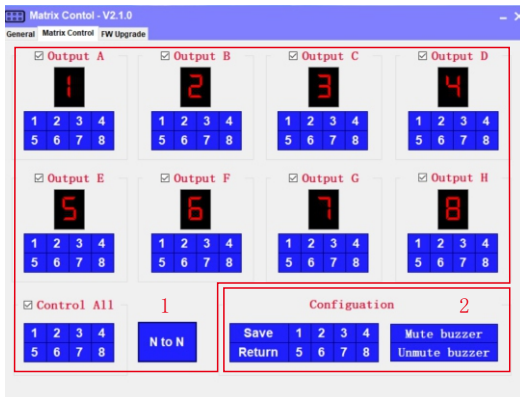 Matrix Contol - V2.1.0
General Matrix Control FW Upgrade
Output A Output B Output C Output D
1 2 3 4
1 2 3 4 1 2 3 4 1 2 3 4 1 2 3 4
5 6 7 8 5 6 7 8 5 6 7 8 5 6 7 8
Output E Output F Output G Output H
5 6 7 8
1 2 3 4 1 2 3 4 1 2 3 4 1 2 3 4
5 6 7 8 5 6 7 8 5 6 7 8 5 6 7 8
Control All 1 Configuation 2
1 2 3 4 N to N Save 1 2 3 4 Mute buzzer
5 6 7 8 Return 5 6 7 8 Unmute buzzer